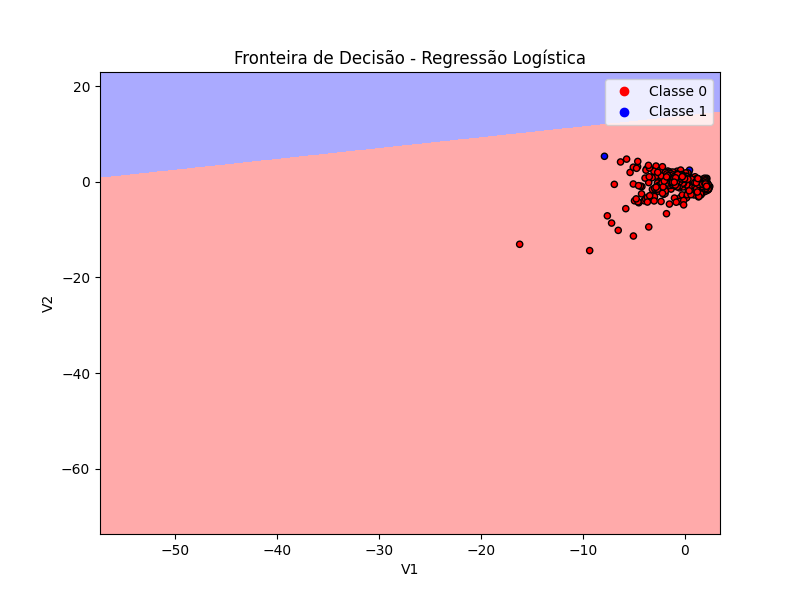 Fronteira de Decisão - Regressão Logística
Classe 0
Classe 1
20
0
−20
−40
−60
V2
−50
−40
−30
−20
−10
0
V1